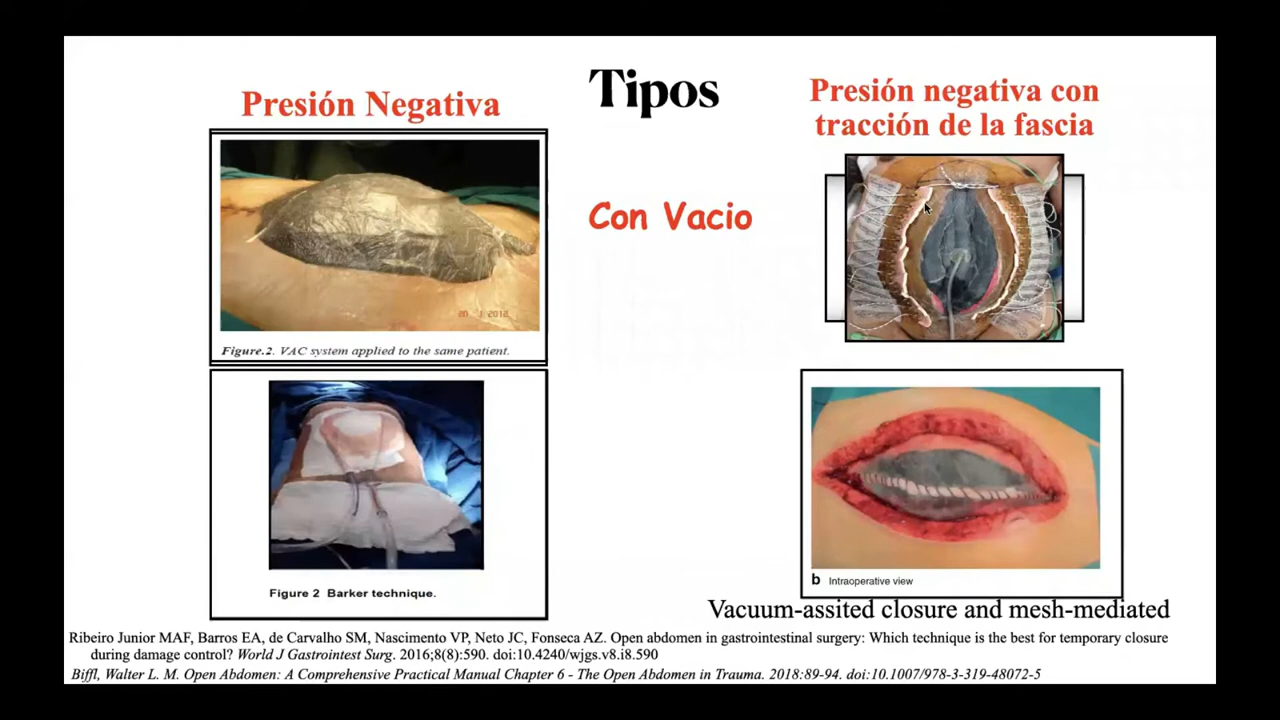 Tipos
Presión Negativa
Presión negativa con
tracción de la fascia
Con Vacio
Figure.2. VAC system applied to the same patient.
Figure 2 Barker technique.
b Intraoperative view
Vacuum-assited closure and mesh-mediated
Ribeiro Junior MAF, Barros EA, de Carvalho SM, Nascimento VP, Neto JC, Fonseca AZ. Open abdomen in gastrointestinal surgery: Which technique is the best for temporary closure
during damage control? World J Gastrointest Surg. 2016;8(8):590. doi:10.4240/wjgs.v8.i8.590
Biffl, Walter L. M. Open Abdomen: A Comprehensive Practical Manual Chapter 6 - The Open Abdomen in Trauma. 2018:89-94. doi:10.1007/978-3-319-48072-5